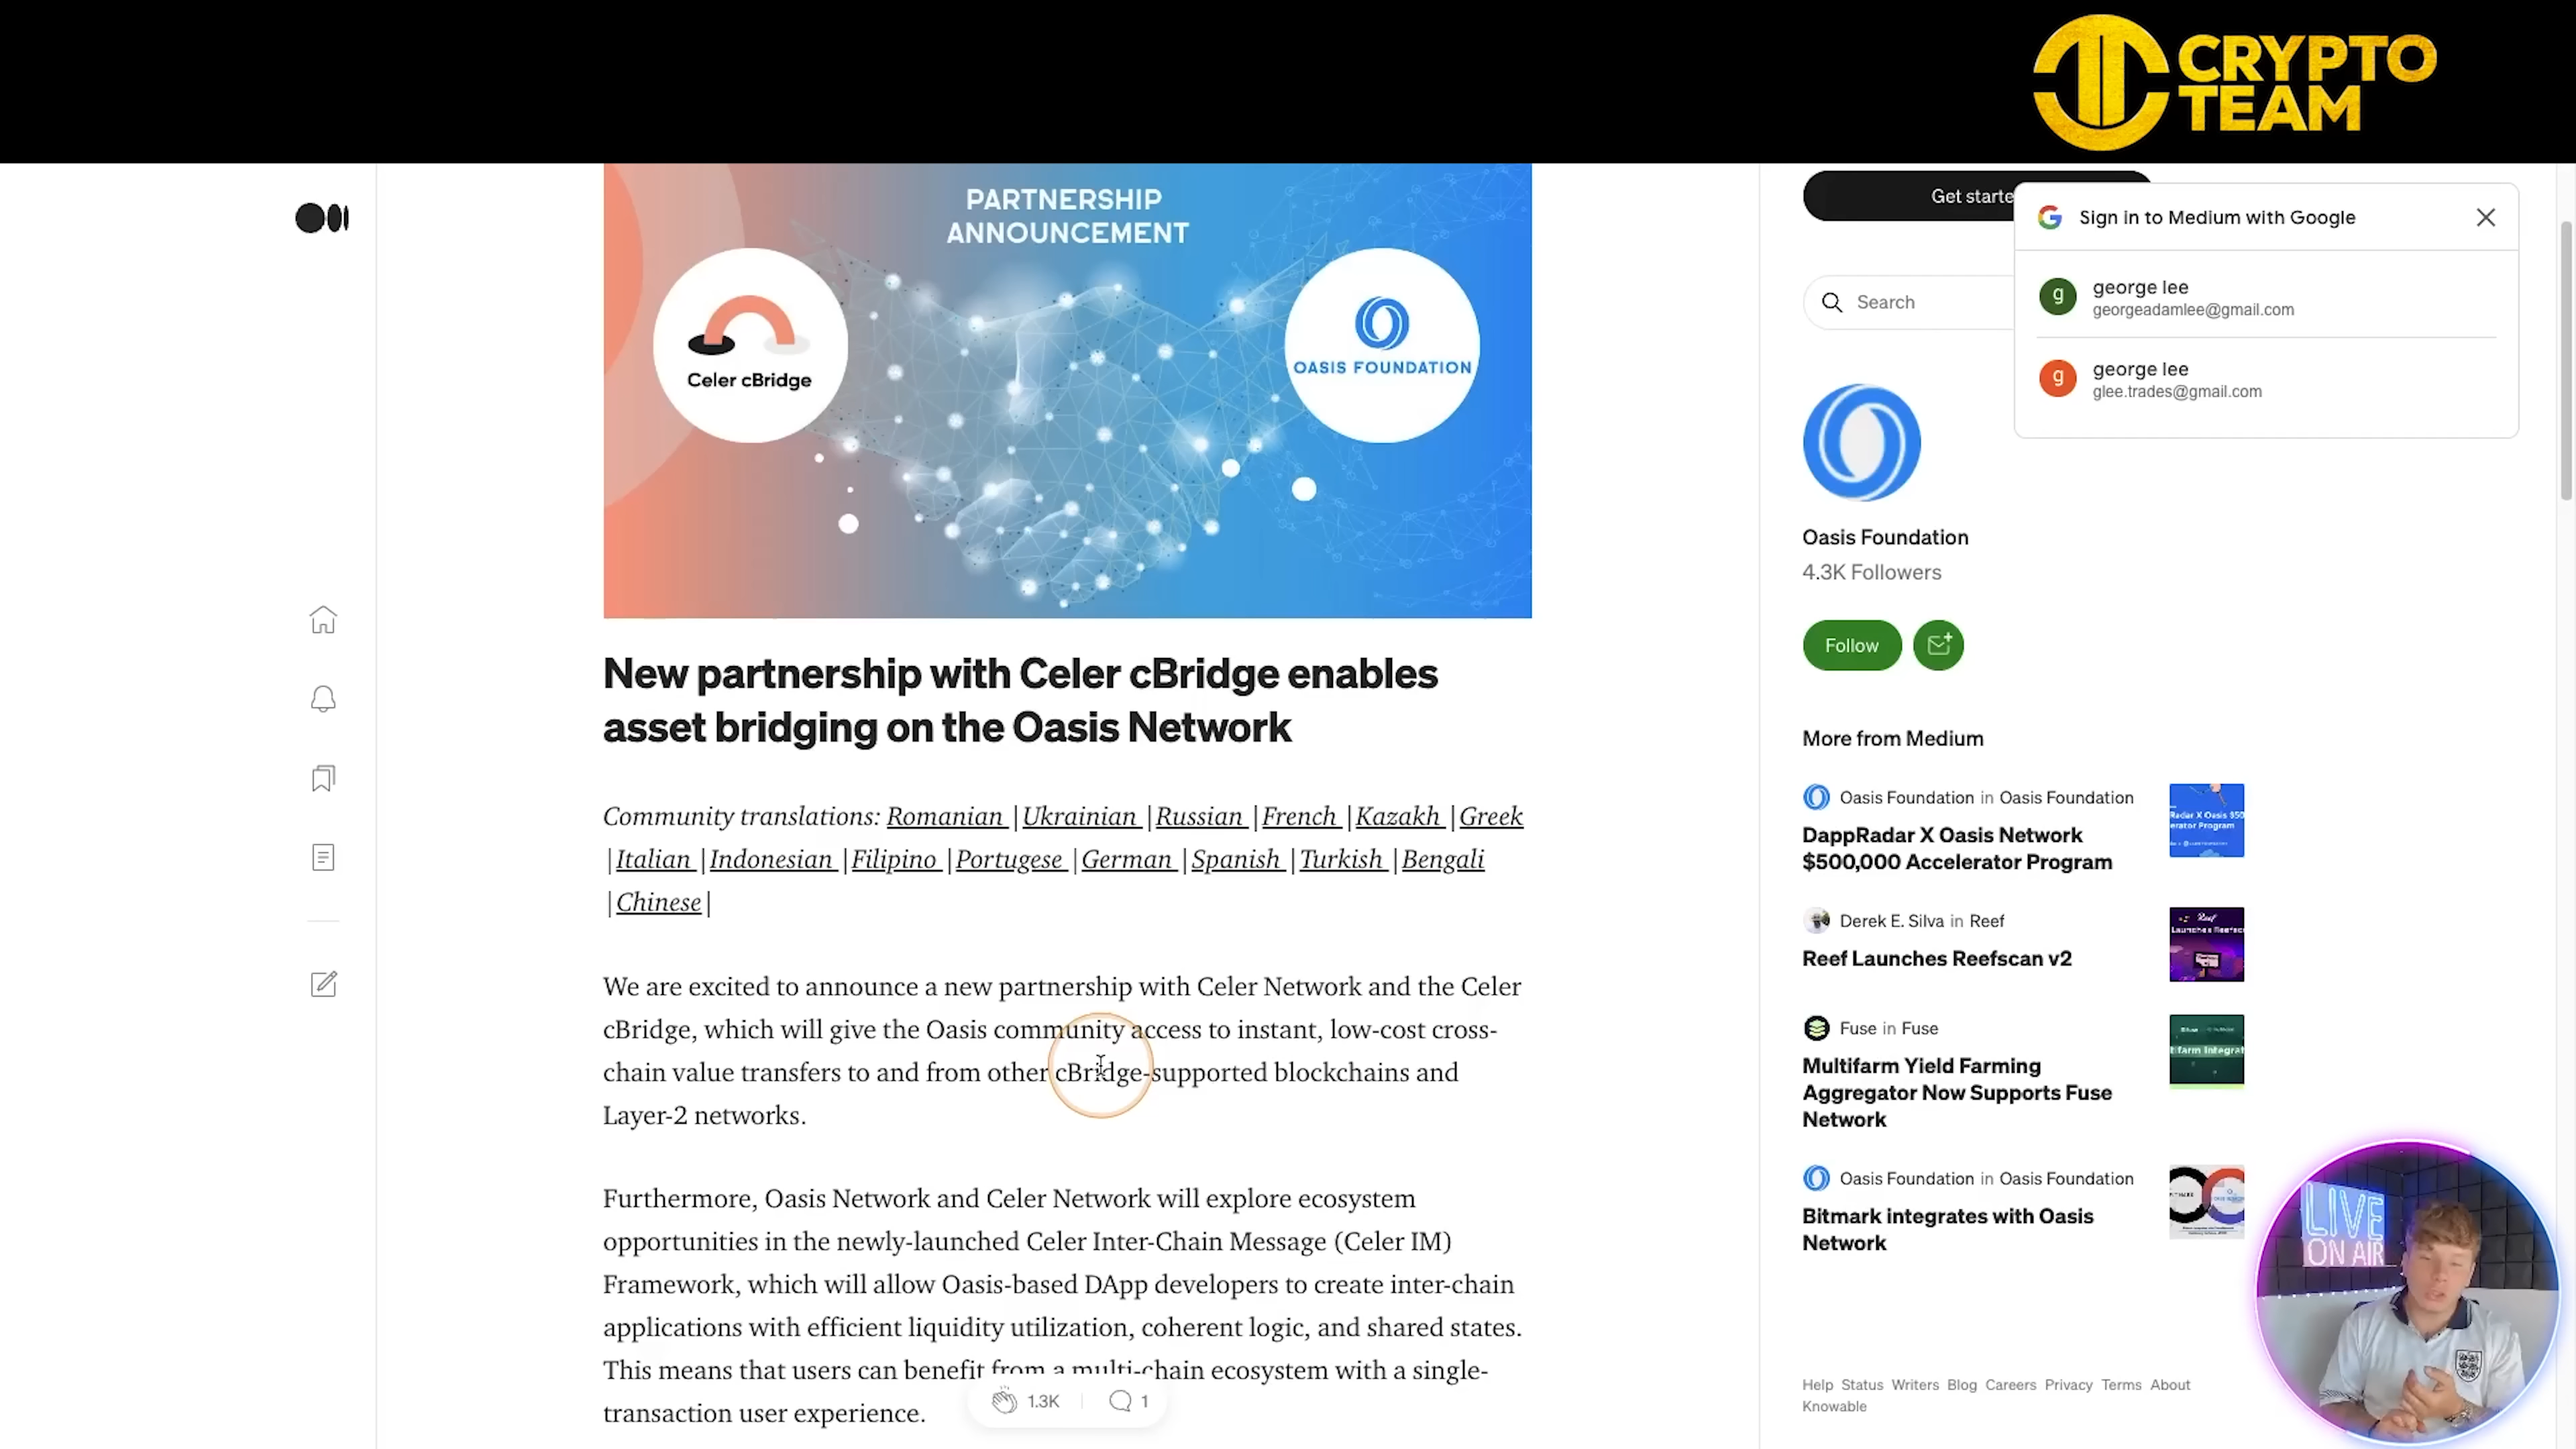 CRYPTO
TEAM
PARTNERSHIP
ANNOUNCEMENT
Celer cBridge
OASIS FOUNDATION
New partnership with Celer cBridge enables
asset bridging on the Oasis Network
Community translations: Romanian | Ukrainian | Russian | French | Kazakh | Greek
| Italian | Indonesian | Filipino | Portugese | German | Spanish | Turkish | Bengali
| Chinese |
We are excited to announce a new partnership with Celer Network and the Celer
cBridge, which will give the Oasis community access to instant, low-cost cross-
chain value transfers to and from other cBridge-supported blockchains and
Layer-2 networks.
Furthermore, Oasis Network and Celer Network will explore ecosystem
opportunities in the newly-launched Celer Inter-Chain Message (Celer IM)
Framework, which will allow Oasis-based DApp developers to create inter-chain
applications with efficient liquidity utilization, coherent logic, and shared states.
This means that users can benefit from a multi-chain ecosystem with a single-
transaction user experience.
1.3K
1
Get starte
Sign in to Medium with Google
g
george lee
georgeadamlee@gmail.com
g
george lee
glee.trades@gmail.com
Search
Oasis Foundation
4.3K Followers
Follow
More from Medium
Oasis Foundation in Oasis Foundation
DappRadar X Oasis Network
$500,000 Accelerator Program
Derek E. Silva in Reef
Reef Launches Reefscan v2
Fuse in Fuse
Multifarm Yield Farming
Aggregator Now Supports Fuse
Network
Oasis Foundation in Oasis Foundation
Bitmark integrates with Oasis
Network
Help Status Writers Blog Careers Privacy Terms About
Knowable
LIVE
ON AIR